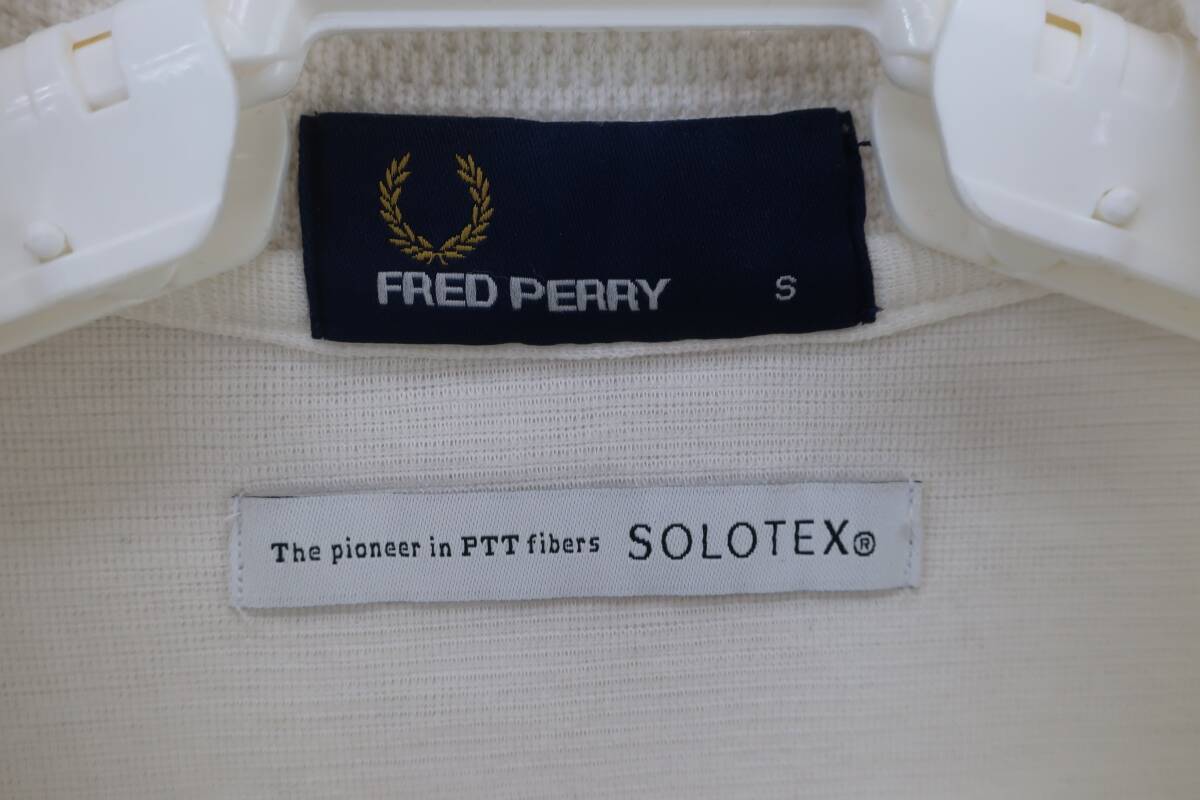 FRED PERRY S
The pioneer in PTT fibers SOLOTEX®